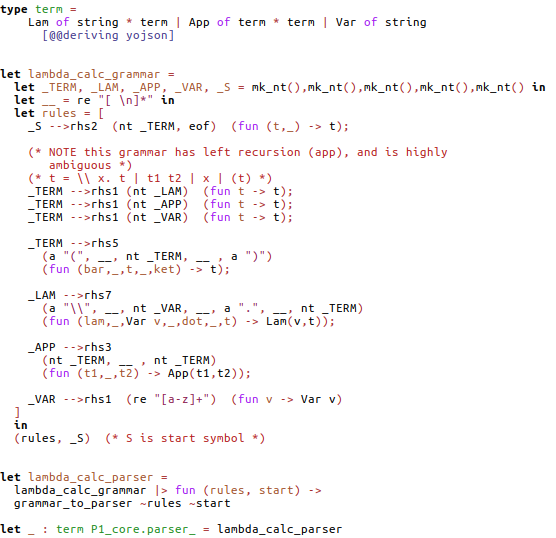 type term =
    Lam of string * term | App of term * term | Var of string
      [@@deriving yojson]
let lambda_calc_grammar =
  let _TERM, _LAM, _APP, _VAR, _S = mk_nt(),mk_nt(),mk_nt(),mk_nt(),mk_nt() in
  let __ = re "[ \n]*" in
  let rules = [
    _S -->rhs2  (nt _TERM, eof)  (fun (t,_) -> t);
    (* NOTE this grammar has left recursion (app), and is highly
       ambiguous *)
    (* t = \\ x. t | t1 t2 | x | (t) *)
    _TERM -->rhs1 (nt _LAM)  (fun t -> t);
    _TERM -->rhs1 (nt _APP)  (fun t -> t);
    _TERM -->rhs1 (nt _VAR)  (fun t -> t);
    _TERM -->rhs5
      (a "(", __, nt _TERM, __ , a ")")
      (fun (bar,_,t,_,ket) -> t);
    _LAM -->rhs7
      (a "\\", __, nt _VAR, __, a ".", __, nt _TERM)
      (fun (lam,_,Var v,_,dot,_,t) -> Lam(v,t));
    _APP -->rhs3
      (nt _TERM, __ , nt _TERM)
      (fun (t1,_,t2) -> App(t1,t2));
    _VAR -->rhs1  (re "[a-z]+")  (fun v -> Var v)
  ]
  in
  (rules, _S)  (* S is start symbol *)
let lambda_calc_parser =
  lambda_calc_grammar |> fun (rules, start) ->
  grammar_to_parser ~rules ~start
let _ : term P1_core.parser_ = lambda_calc_parser